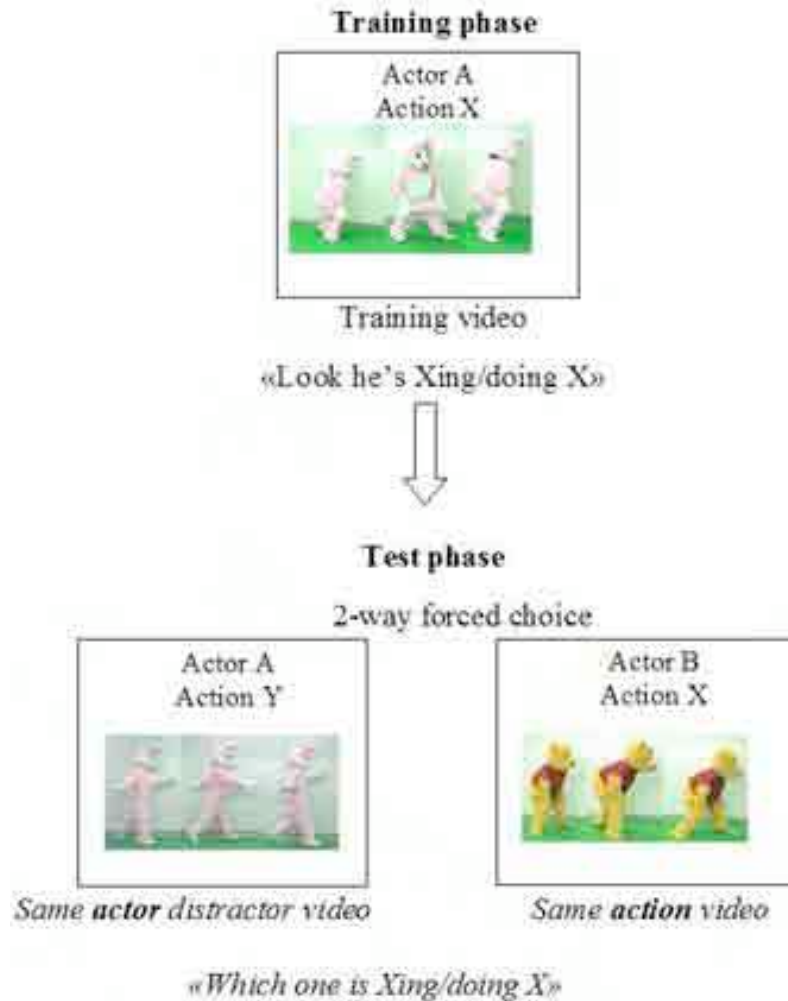 Training phase
Actor A
Action X
Training video
«Look he's Xing/doing X»
Test phase
2-way forced choice
Actor A
Action Y
Actor B
Action X
Same actor distractor video
Same action video
«Which one is Xing/doing X»